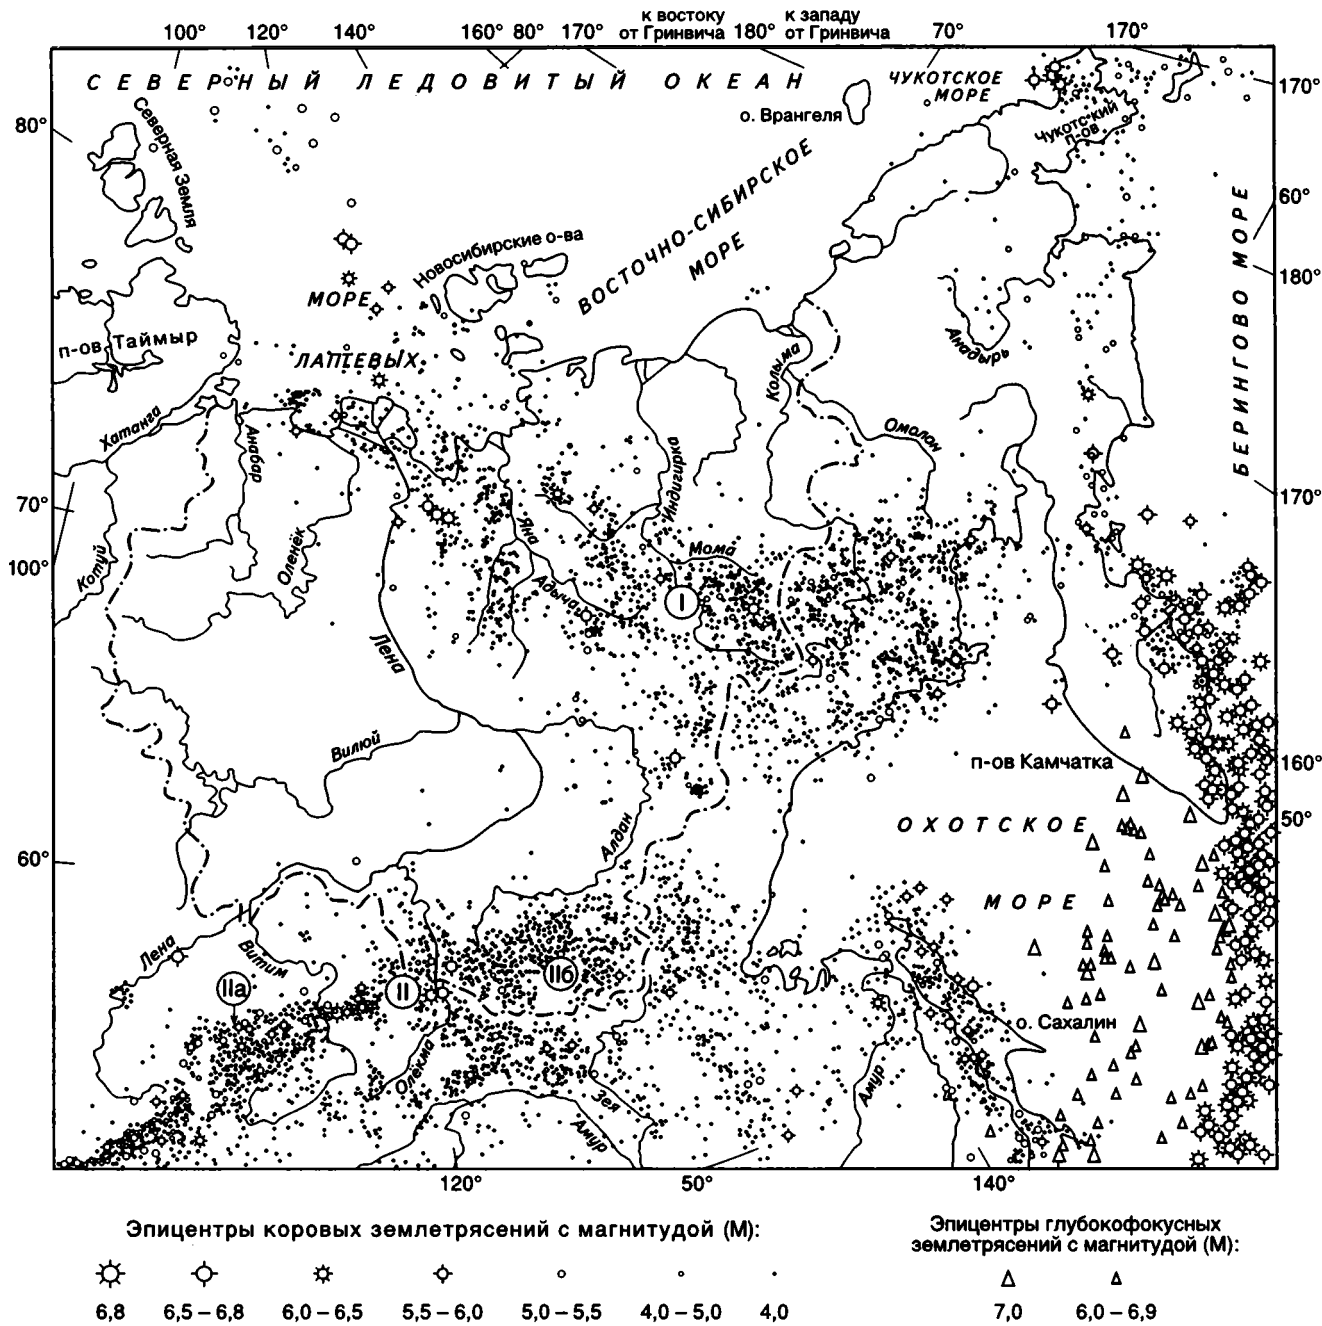 к востоку к западу
100° 120° 140° 160° 80° 170° от Гринвича 180° от Гринвича 70° 170°
СЕВЕРНЫЙ ЛЕДОВИТЫЙ ОКЕАН
ЧУКОТСКОЕ
МОРЕ
170°
о. Врангеля
80°
Северная Земля
Чукотский
п-ов
60°
ВОСТОЧНО-СИБИРСКОЕ
МОРЕ
Новосибирские о-ва
БЕРИНГОВО МОРЕ
180°
МОРЕ
ЛАПТЕВЫХ
п-ов Таймыр
Анадырь
Колыма
Хатанга
Анабар
Омолон
Индигирка
70°
170°
Яна
Оленёк
Мома
100°
Котуй
Адыча
I
Лена
Вилюй
п-ов Камчатка
160°
ОХОТСКОЕ
50°
Алдан
60°
МОРЕ
Лена
Витим
IIа
II
IIб
о. Сахалин
Олёкма
Зея
Амур
Амур
120° 50° 140°
Эпицентры коровых землетрясений с магнитудой (М):
6,8 6,5 – 6,8 6,0 – 6,5 5,5 – 6,0 5,0 – 5,5 4,0 – 5,0 4,0
Эпицентры глубокофокусных
землетрясений с магнитудой (М):
7,0 6,0 – 6,9